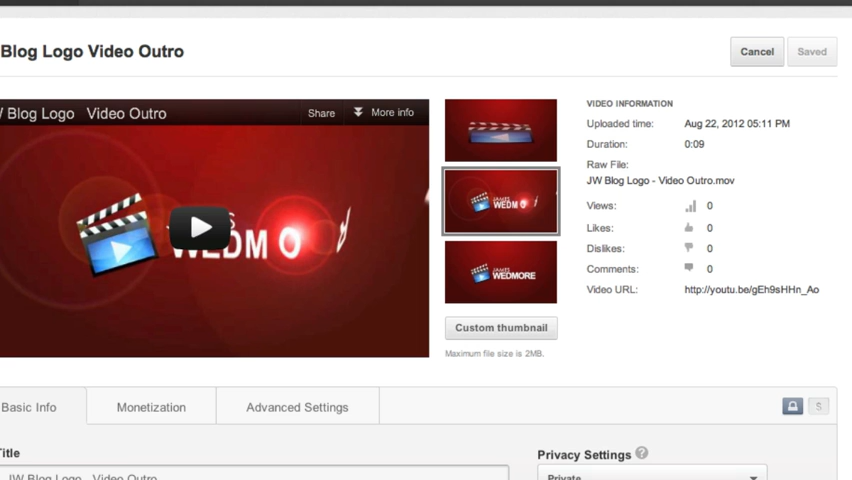 Blog Logo Video Outro
Cancel
Saved
Blog Logo Video Outro
Share
More info
WEDM O
JAMES
WEDMORE
Custom thumbnail
Maximum file size is 2MB.
VIDEO INFORMATION
Uploaded time: Aug 22, 2012 05:11 PM
Duration: 0:09
Raw File:
JW Blog Logo - Video Outro.mov
Views: 0
Likes: 0
Dislikes: 0
Comments: 0
Video URL: http://youtu.be/gEh9sHHn_Ao
Basic Info
Monetization
Advanced Settings
$
Title
JW Blog Logo Video Outro
Privacy Settings ?
Private